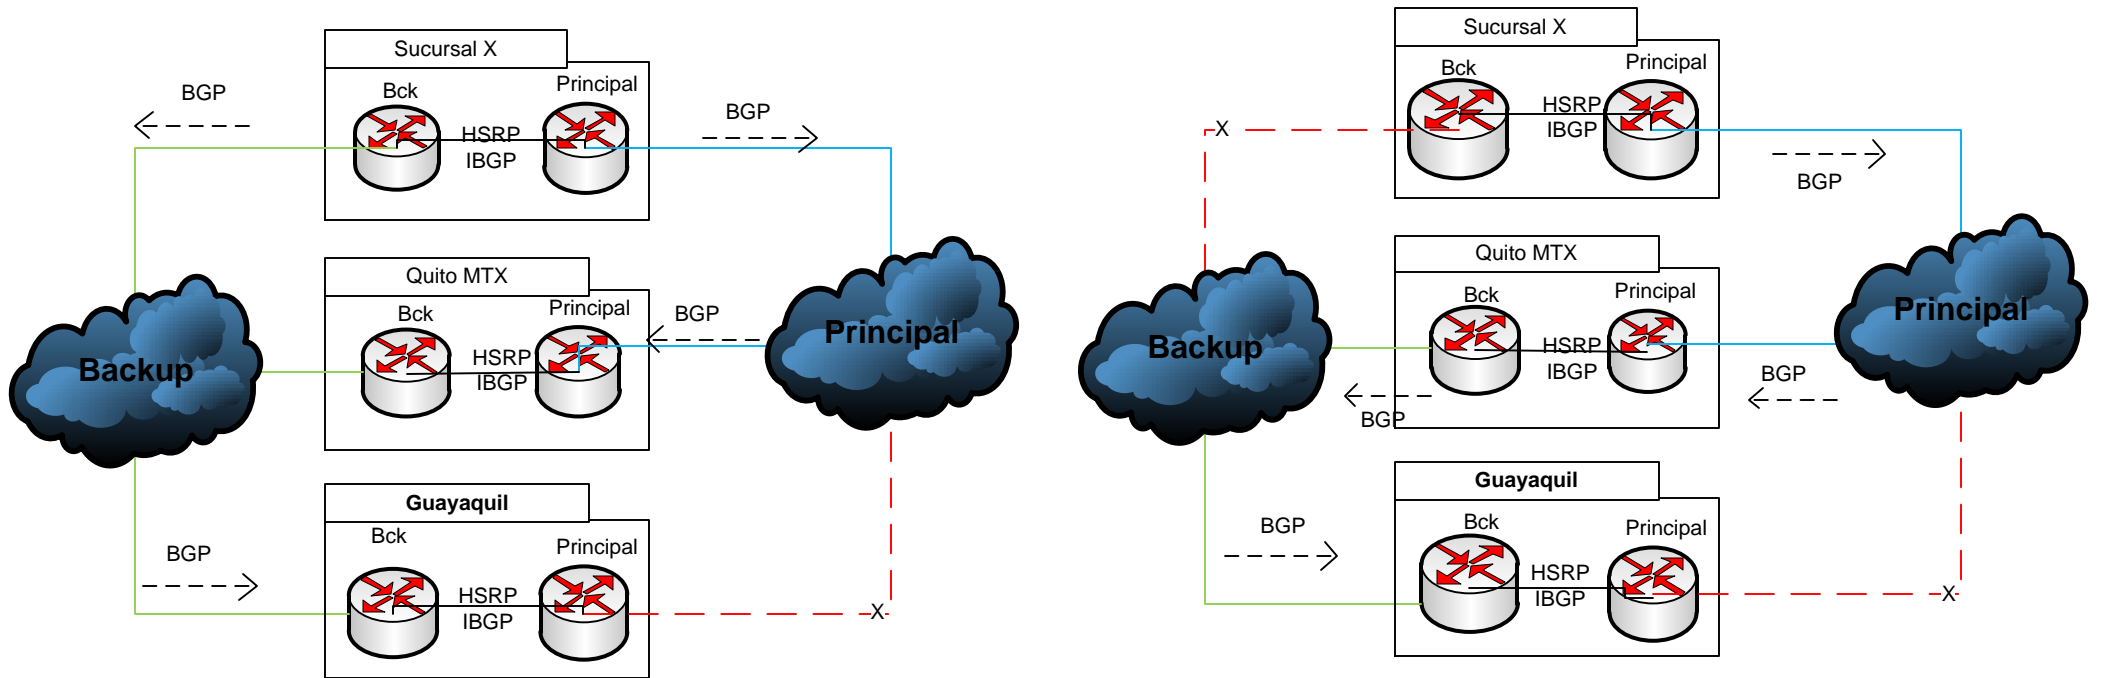 Sucursal X
Bck
Principal
BGP
BGP
HSRP
IBGP
Quito MTX
Bck
Principal
BGP
HSRP
IBGP
Backup
Principal
Guayaquil
Bck
Principal
BGP
HSRP
IBGP
X
Sucursal X
Bck
Principal
HSRP
IBGP
X
BGP
Quito MTX
Bck
Principal
HSRP
IBGP
Backup
Principal
BGP
BGP
Guayaquil
Bck
Principal
BGP
HSRP
IBGP
X